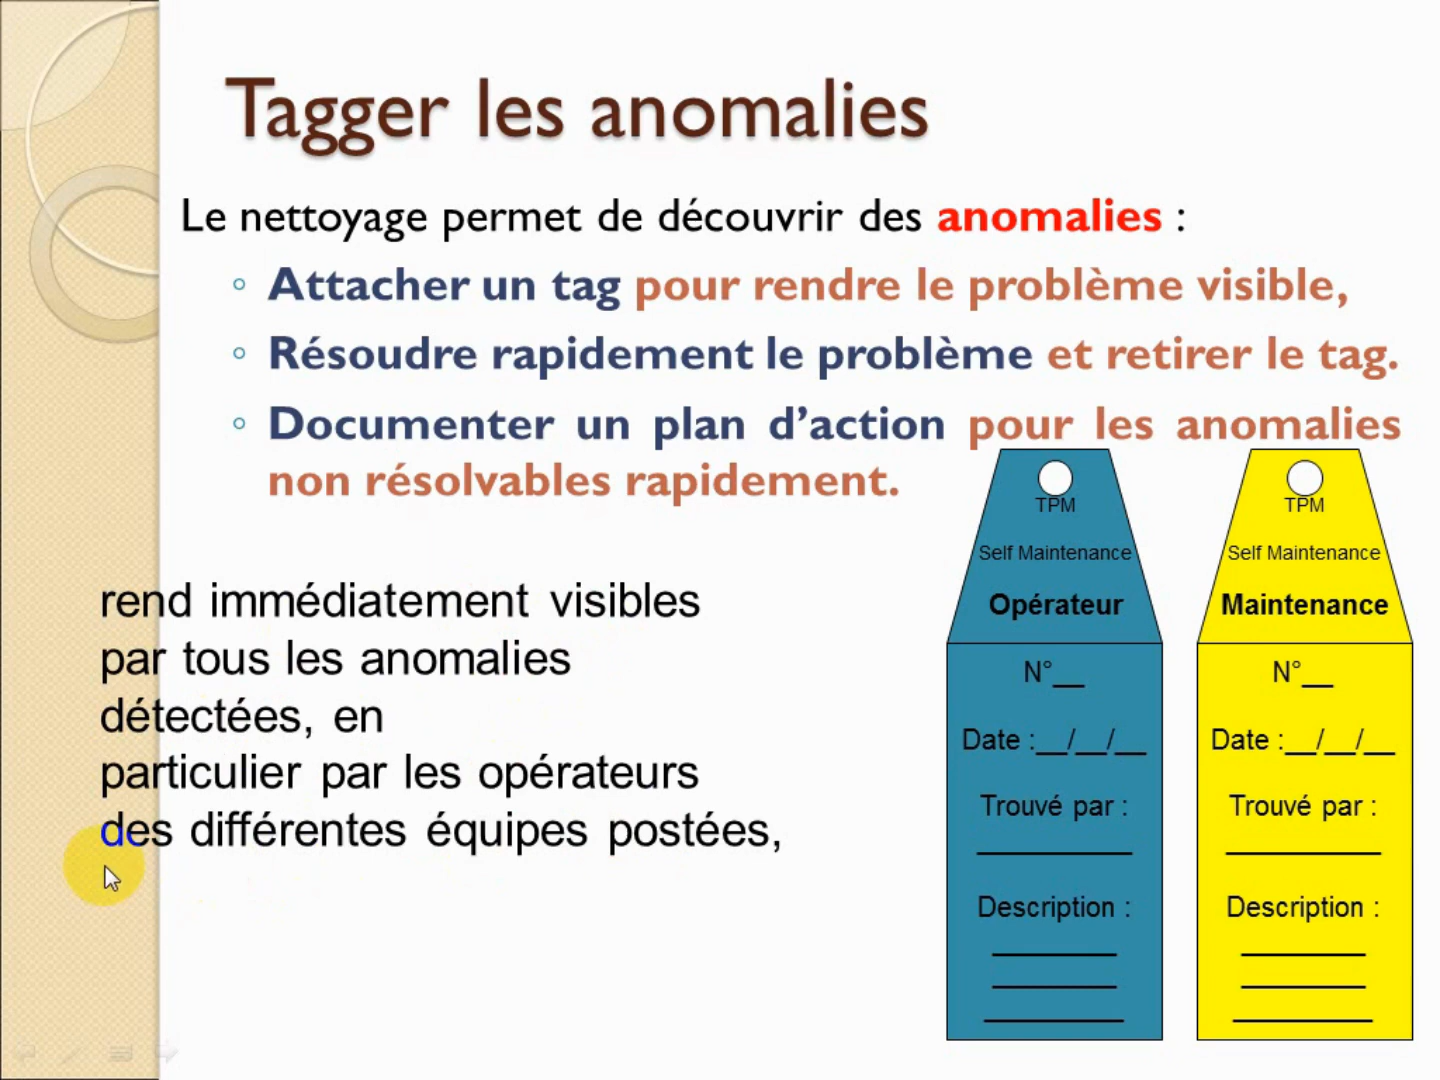 Tagger les anomalies
Le nettoyage permet de découvrir des anomalies :
Attacher un tag pour rendre le problème visible,
Résoudre rapidement le problème et retirer le tag.
Documenter un plan d’action pour les anomalies
non résolvables rapidement.
rend immédiatement visibles
par tous les anomalies
détectées, en
particulier par les opérateurs
des différentes équipes postées,
TPM
Self Maintenance
Opérateur
N°__
Date :__/__/__
Trouvé par :
Description :
TPM
Self Maintenance
Maintenance
N°__
Date :__/__/__
Trouvé par :
Description :